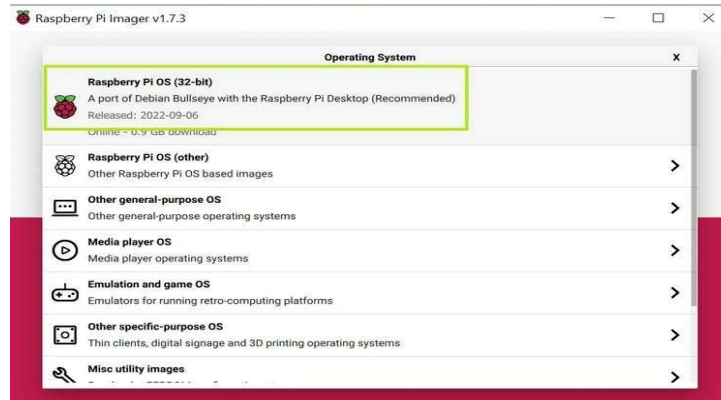 Raspberry Pi Imager v1.7.3
Operating System
X
Raspberry Pi OS (32-bit)
A port of Debian Bullseye with the Raspberry Pi Desktop (Recommended)
Released: 2022-09-06
Online - 0.9 GB download
Raspberry Pi OS (other)
Other Raspberry Pi OS based images
Other general-purpose OS
Other general-purpose operating systems
Media player OS
Media player operating systems
Emulation and game OS
Emulators for running retro-computing platforms
Other specific-purpose OS
Thin clients, digital signage and 3D printing operating systems
Misc utility images